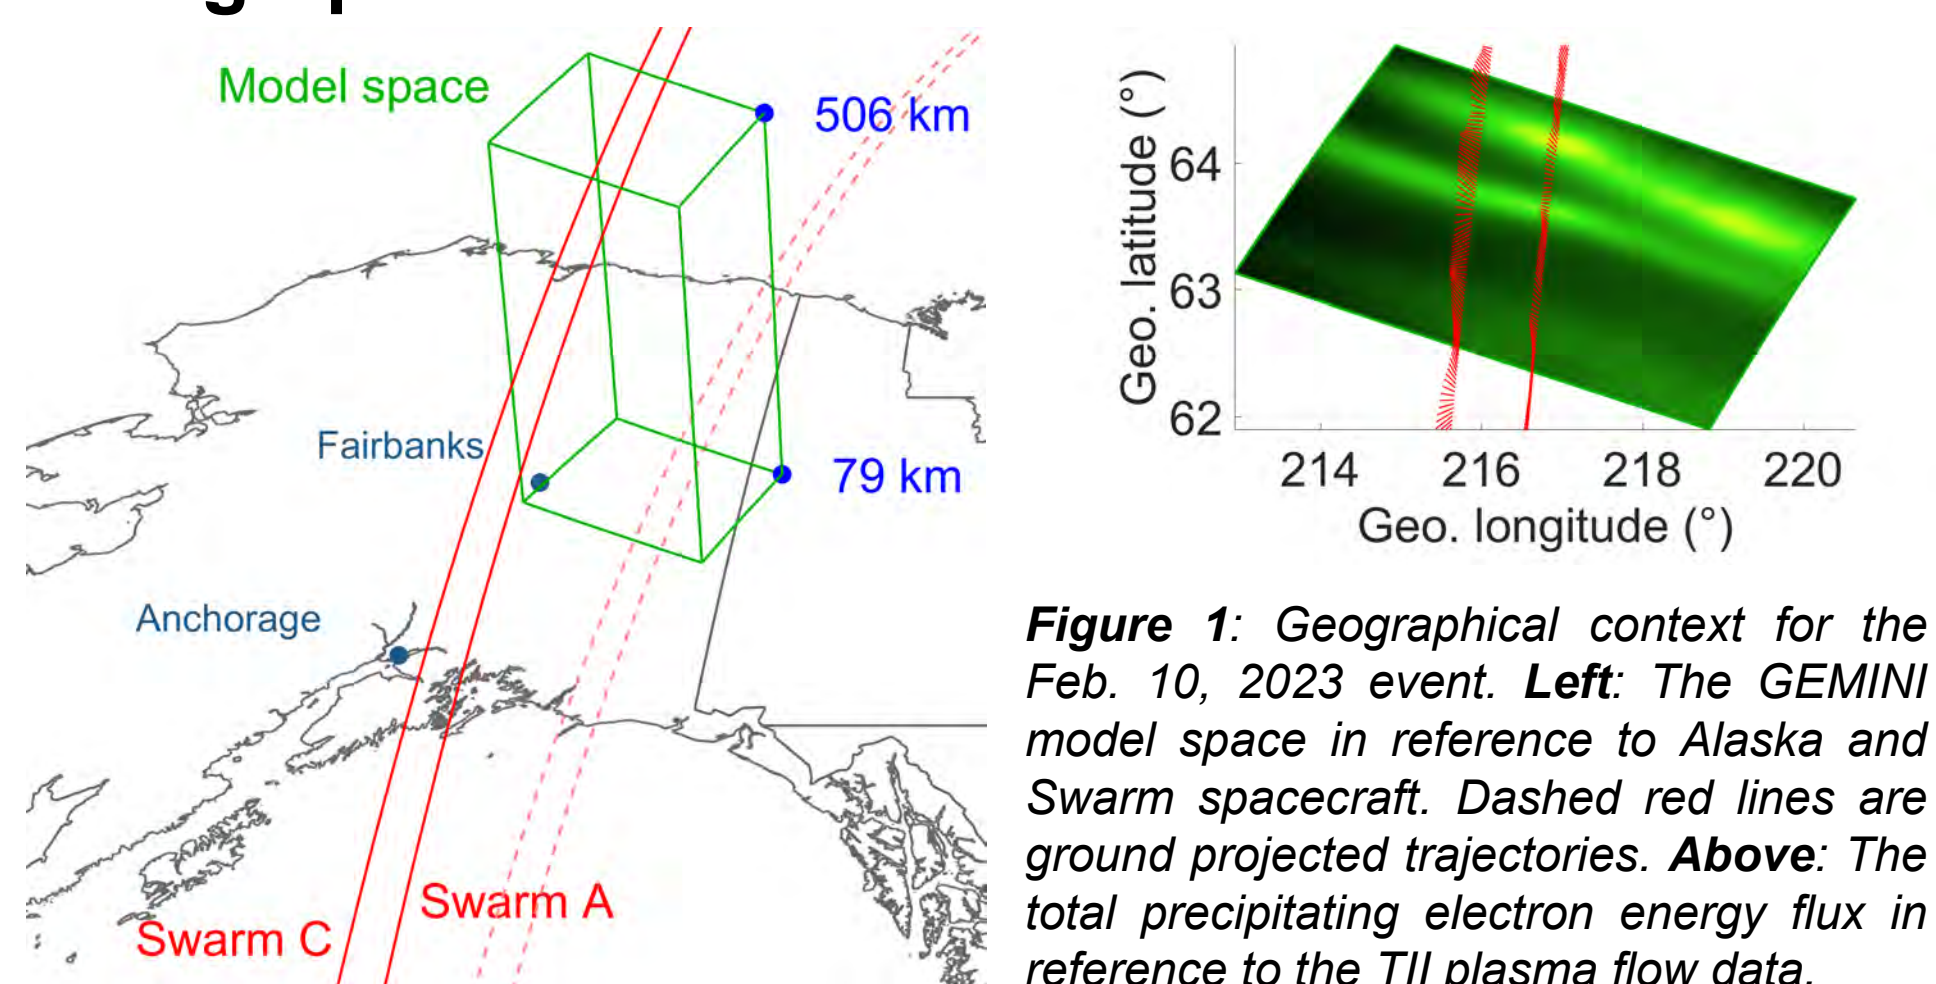 Model space
506 km
Fairbanks
79 km
Anchorage
Swarm A
Swarm C
Geo. latitude (°)
64
63
62
214 216 218 220
Geo. longitude (°)
Figure 1: Geographical context for the
Feb. 10, 2023 event. Left: The GEMINI
model space in reference to Alaska and
Swarm spacecraft. Dashed red lines are
ground projected trajectories. Above: The
total precipitating electron energy flux in
reference to the TII plasma flow data.